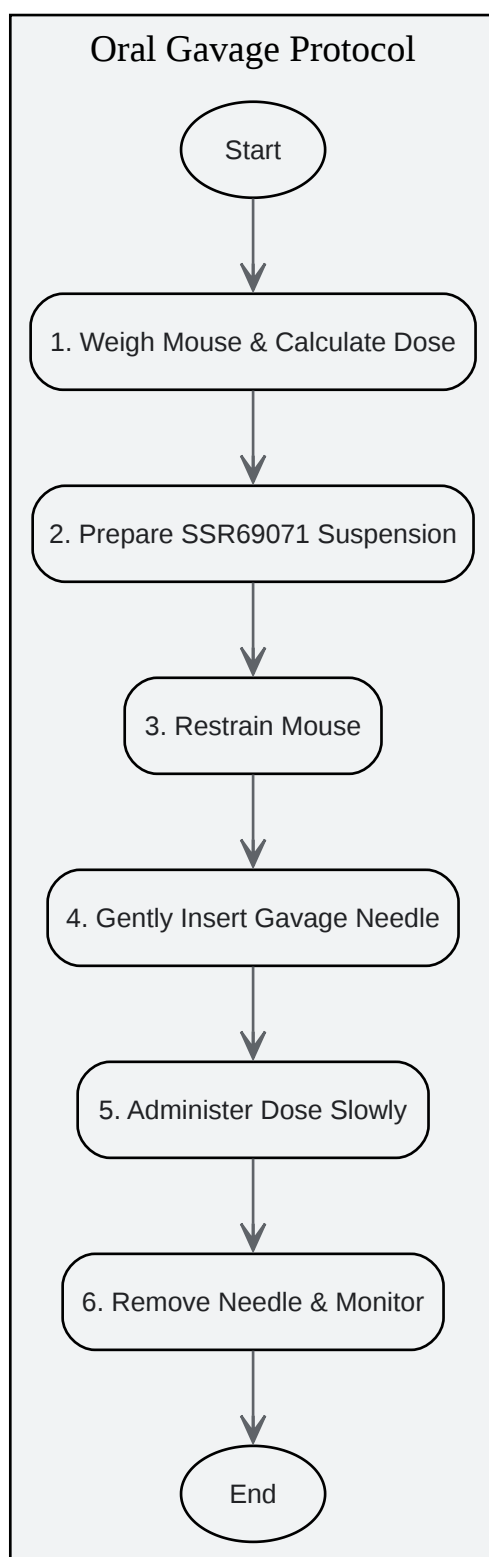 Oral Gavage Protocol
Start
1. Weigh Mouse & Calculate Dose
2. Prepare SSR69071 Suspension
3. Restrain Mouse
4. Gently Insert Gavage Needle
5. Administer Dose Slowly
6. Remove Needle & Monitor
End